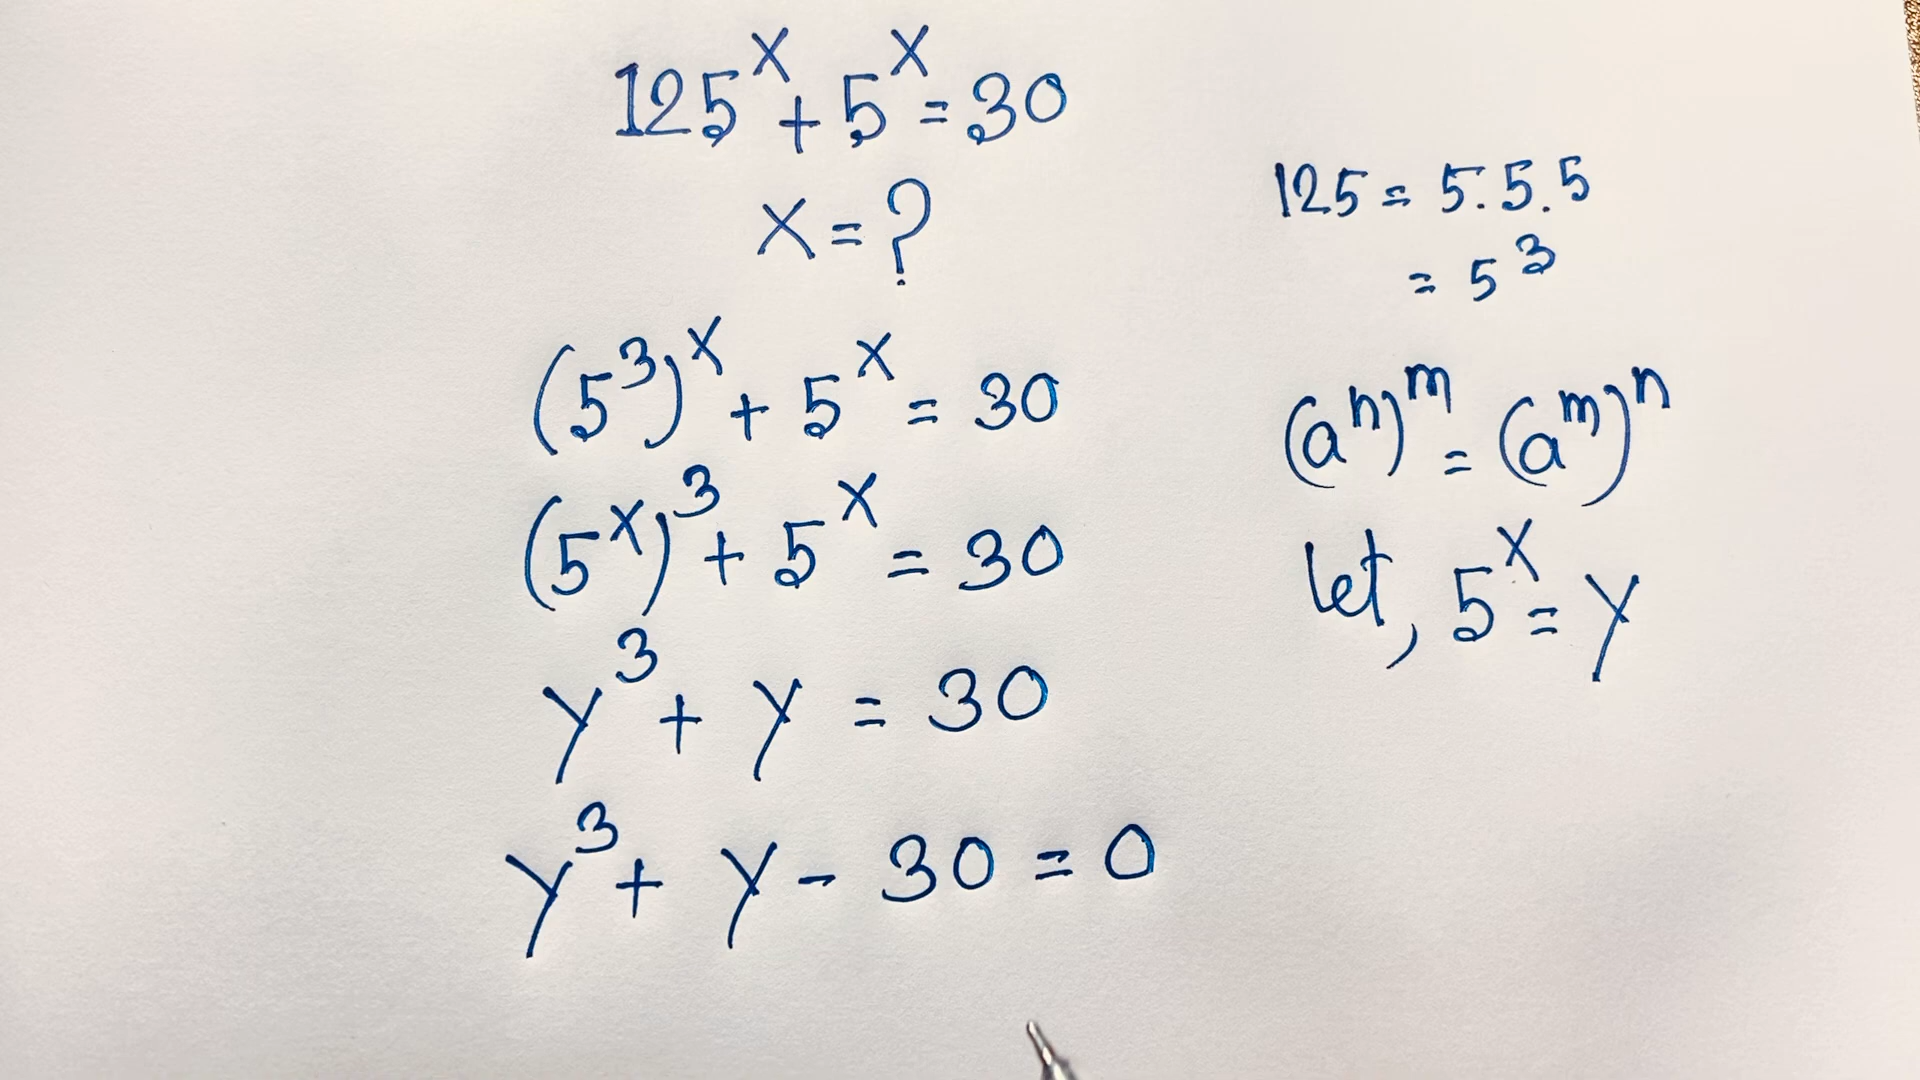 125^x + 5^x = 30
x = ?
(5^3)^x + 5^x = 30
(5^x)^3 + 5^x = 30
y^3 + y = 30
y^3 + y - 30 = 0
125 = 5.5.5
= 5^3
(a^n)^m = (a^m)^n
let, 5^x = y